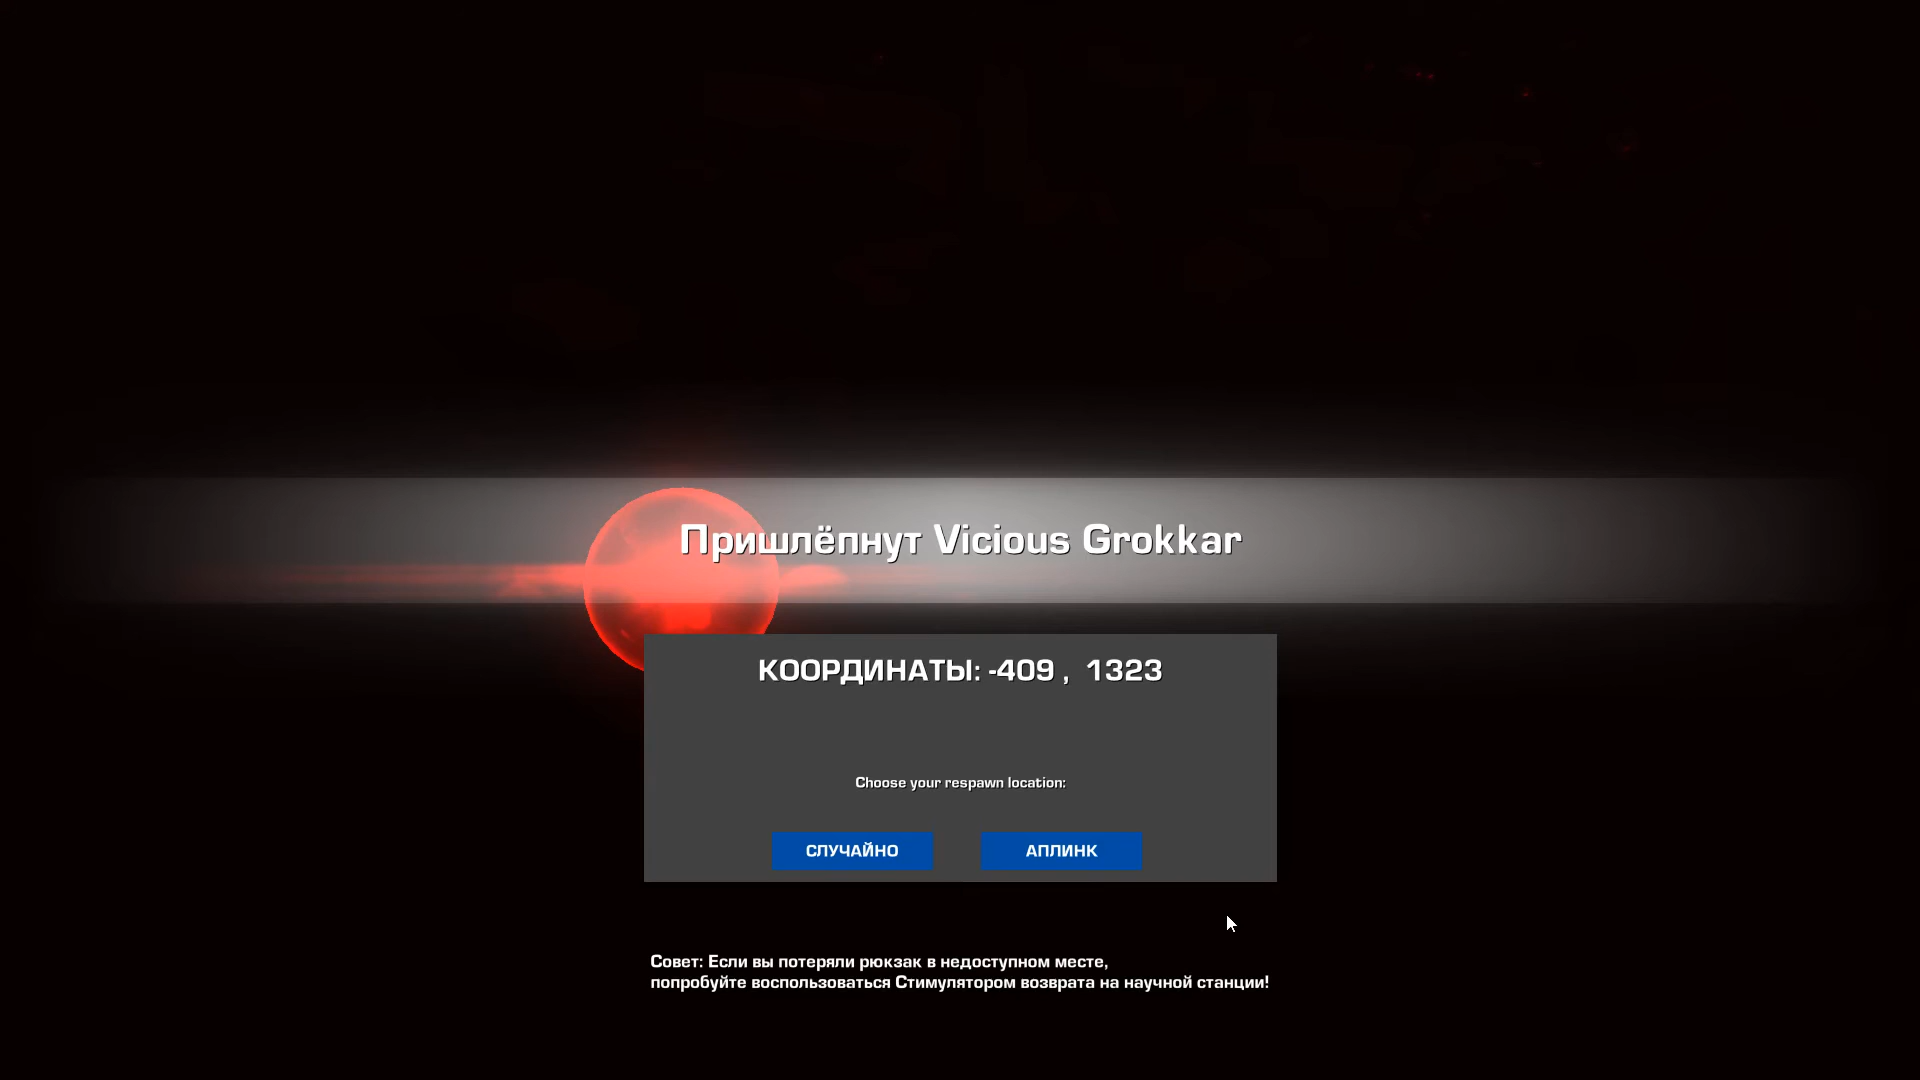 Пришлёпнут Vicious Grokkar
КООРДИНАТЫ: -409 , 1323
Choose your respawn location:
СЛУЧАЙНО
АПЛИНК
Совет: Если вы потеряли рюкзак в недоступном месте,
попробуйте воспользоваться Стимулятором возврата на научной станции!